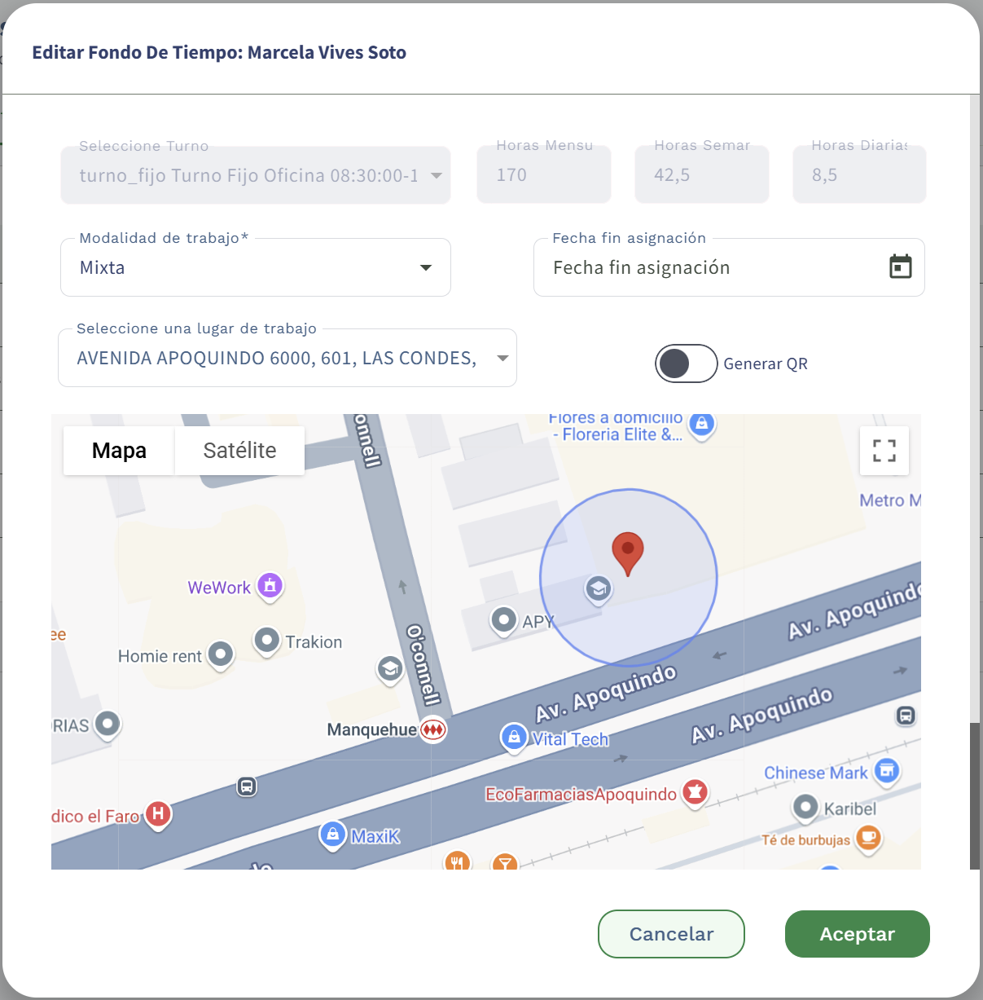 Editar Fondo De Tiempo: Marcela Vives Soto
Seleccione Turno
turno_fijo Turno Fijo Oficina 08:30:00-1
Horas Mensu
170
Horas Semar
42,5
Horas Diarias
8,5
Modalidad de trabajo*
Mixta
Fecha fin asignación
Fecha fin asignación
Seleccione una lugar de trabajo
AVENIDA APOQUINDO 6000, 601, LAS CONDES,
Generar QR
Mapa
Satélite
onnell
Flores a domicilio
- Floreria Elite &...
Metro M
WeWork
Trakion
Homie rent
ee
APY
O'connell
Av. Apoquindo
Av. Apoquindo
Av. Apoquindo
RIAS
Manquehue
Vital Tech
Chinese Mark
EcoFarmaciasApoquindo
Karibel
dico el Faro
H
MaxiK
Té de burbujas
do
Cancelar
Aceptar